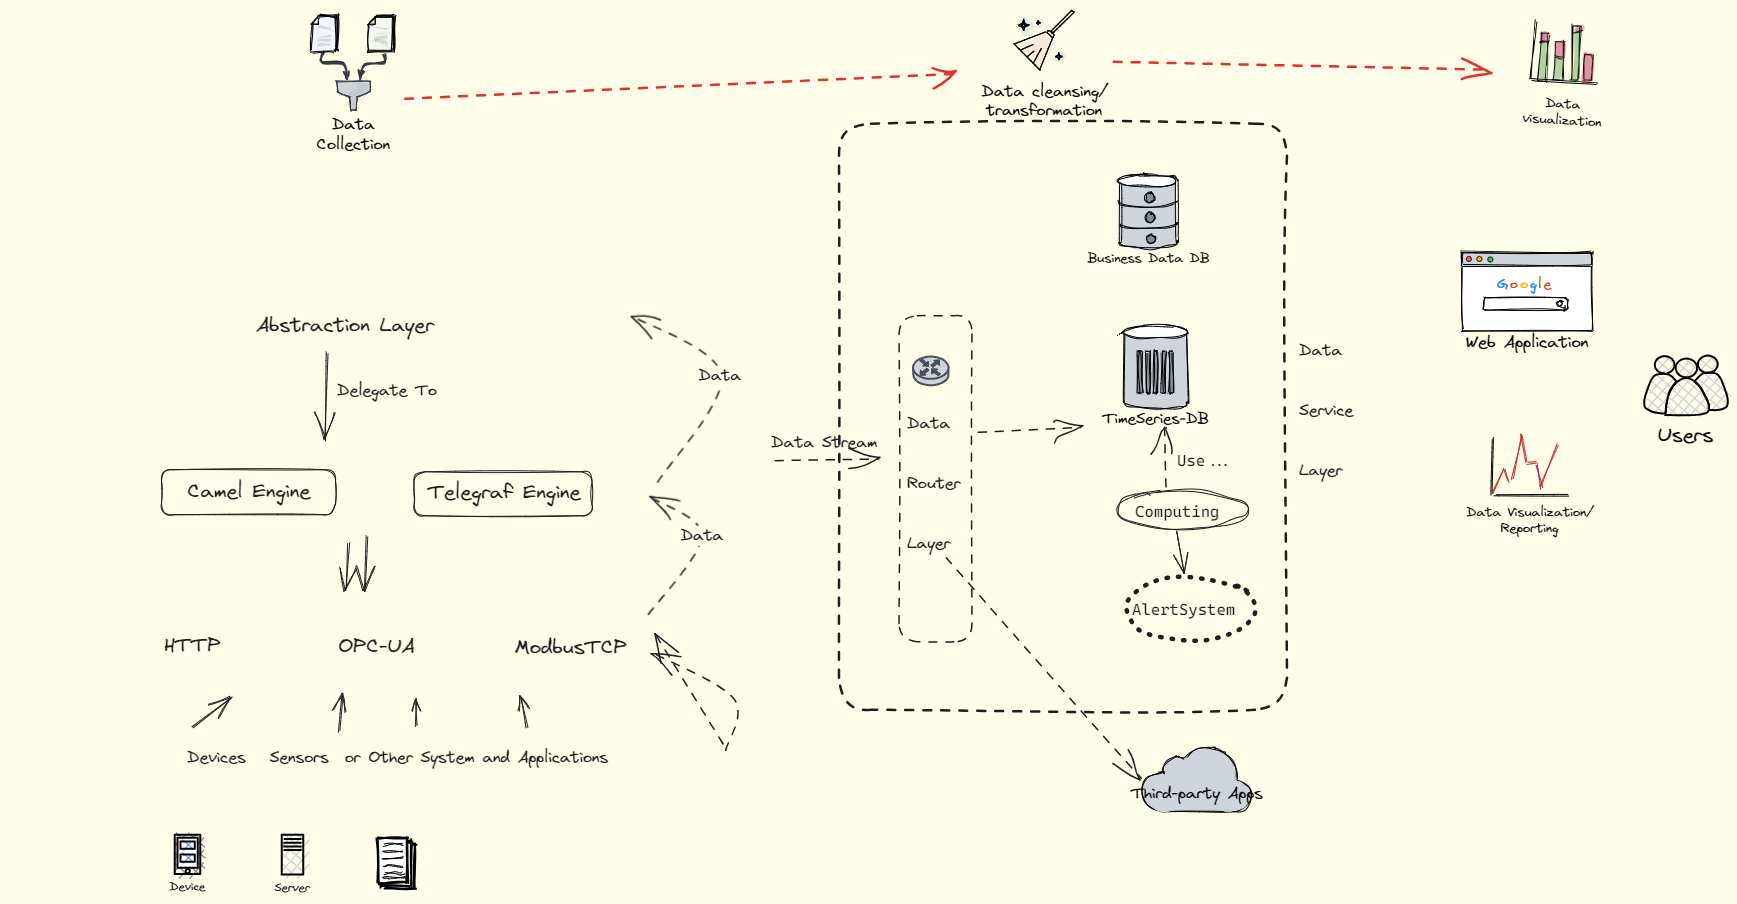 Data
Collection
Data cleansing/
transformation
Data
visualization
Business Data DB
Abstraction Layer
Delegate To
Camel Engine
Telegraf Engine
HTTP
OPC-UA
ModbusTCP
Devices
Sensors
or Other System and Applications
Device
Server
Data
Data
Data Stream
Data
Router
Layer
TimeSeries-DB
Use ...
Computing
AlertSystem
Third-party Apps
Data
Service
Layer
Google
Web Application
Users
Data Visualization/
Reporting